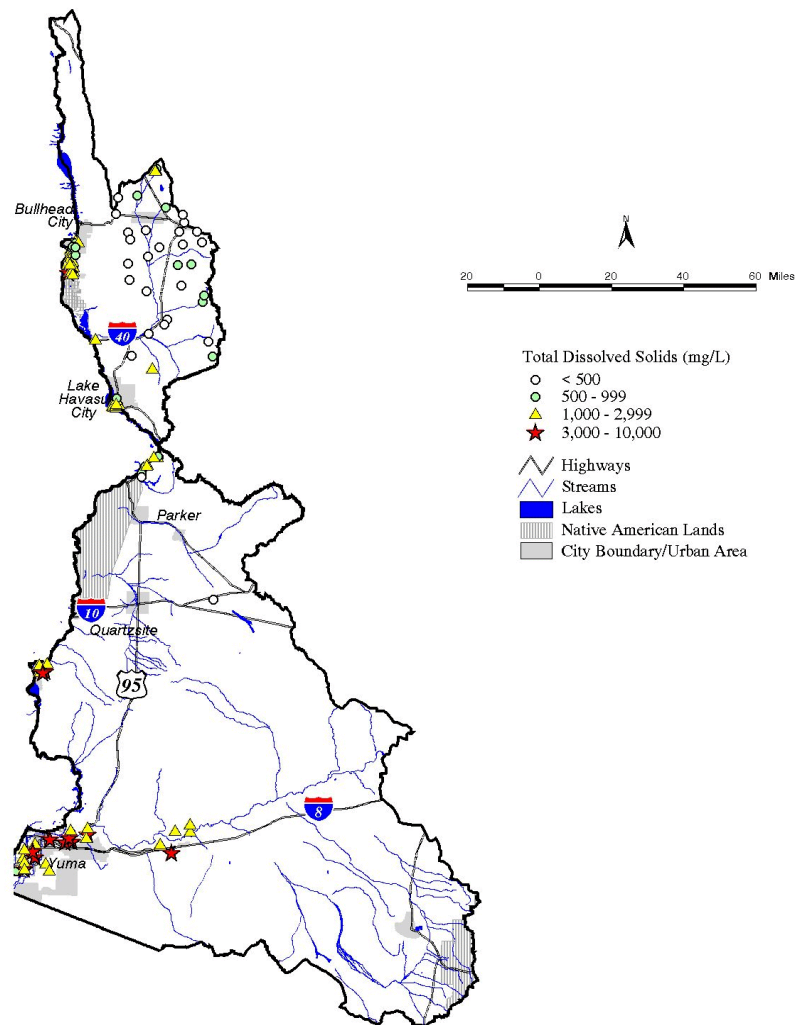 Bullhead
City
N
20 0 20 40 60 Miles
40
Total Dissolved Solids (mg/L)
< 500
500 - 999
1,000 - 2,999
3,000 - 10,000
Highways
Streams
Lakes
Native American Lands
City Boundary/Urban Area
Lake
Havasu
City
Parker
10
Quartzsite
95
8
Yuma